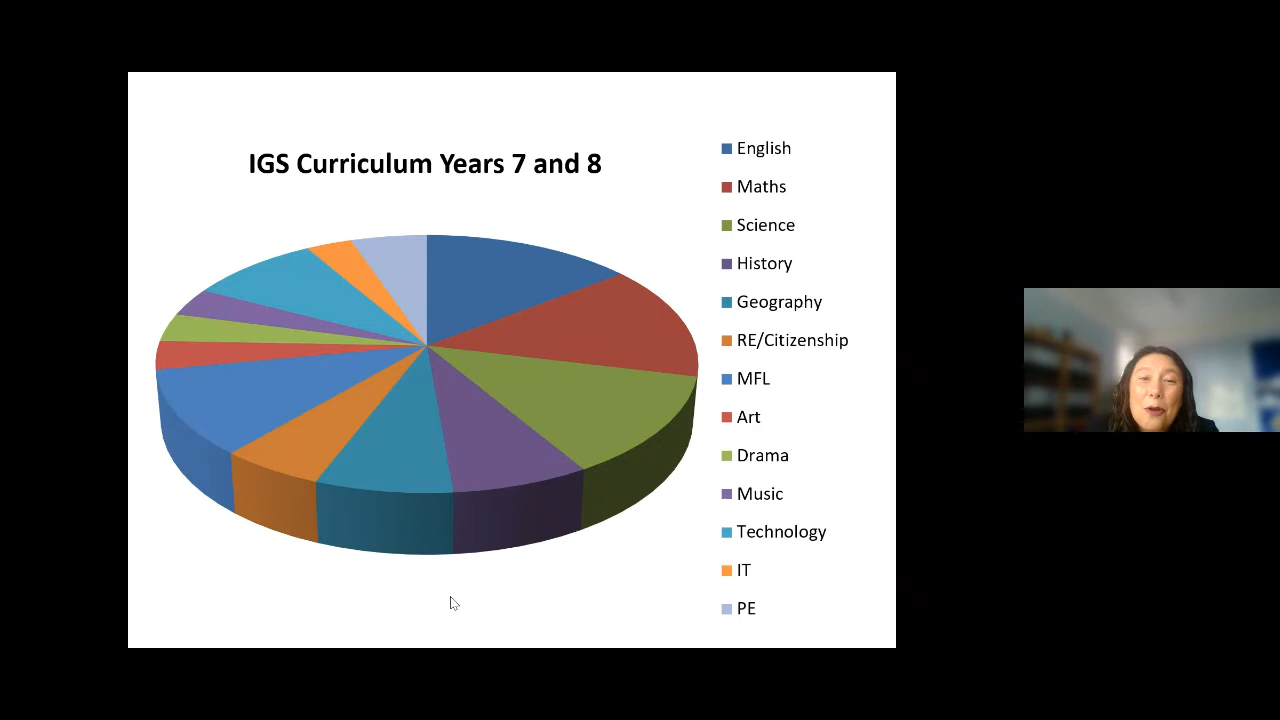 IGS Curriculum Years 7 and 8
English
Maths
Science
History
Geography
RE/Citizenship
MFL
Art
Drama
Music
Technology
IT
PE